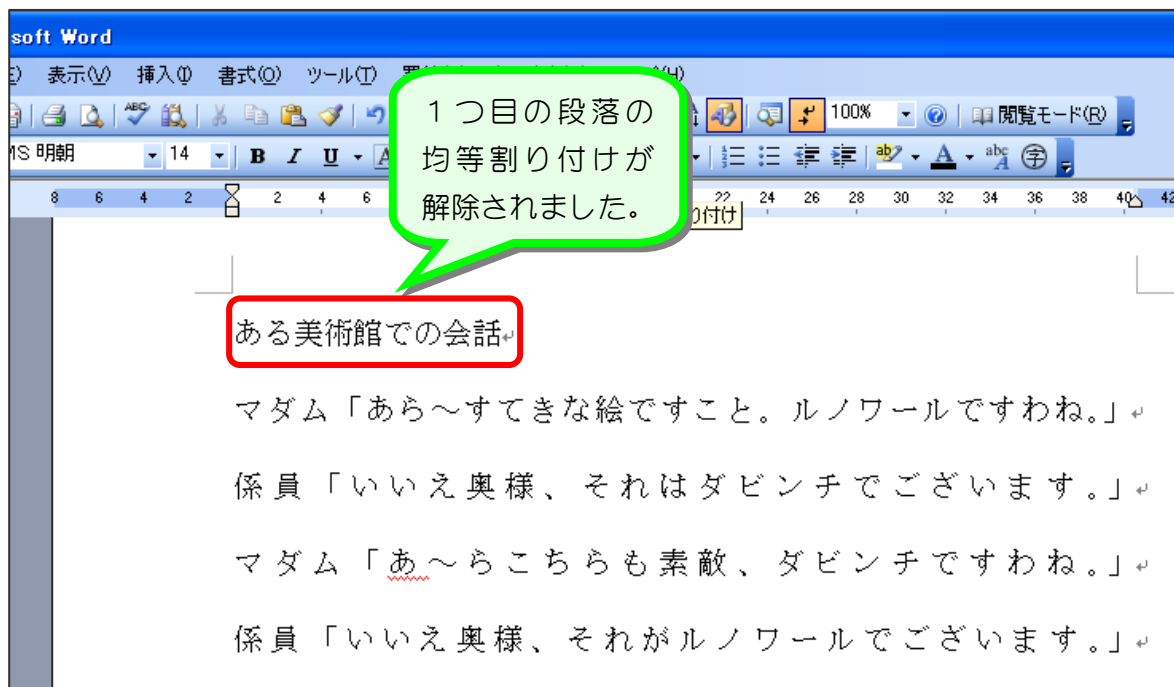 soft Word
表示(V) 挿入(I) 書式(O) ツール(T)
100% 閲覧モード(R)
MS 明朝 14 B I U A
8 6 4 2 2 4 6 22 24 26 28 30 32 34 36 38 40 42
り付け
１つ目の段落の
均等割り付けが
解除されました。
ある美術館での会話
マダム「あら～すてきな絵ですこと。ルノワールですわね。」
係員「いいえ奥様、それはダビンチでございます。」
マダム「あ～らこちらも素敵、ダビンチですわね。」
係員「いいえ奥様、それがルノワールでございます。」